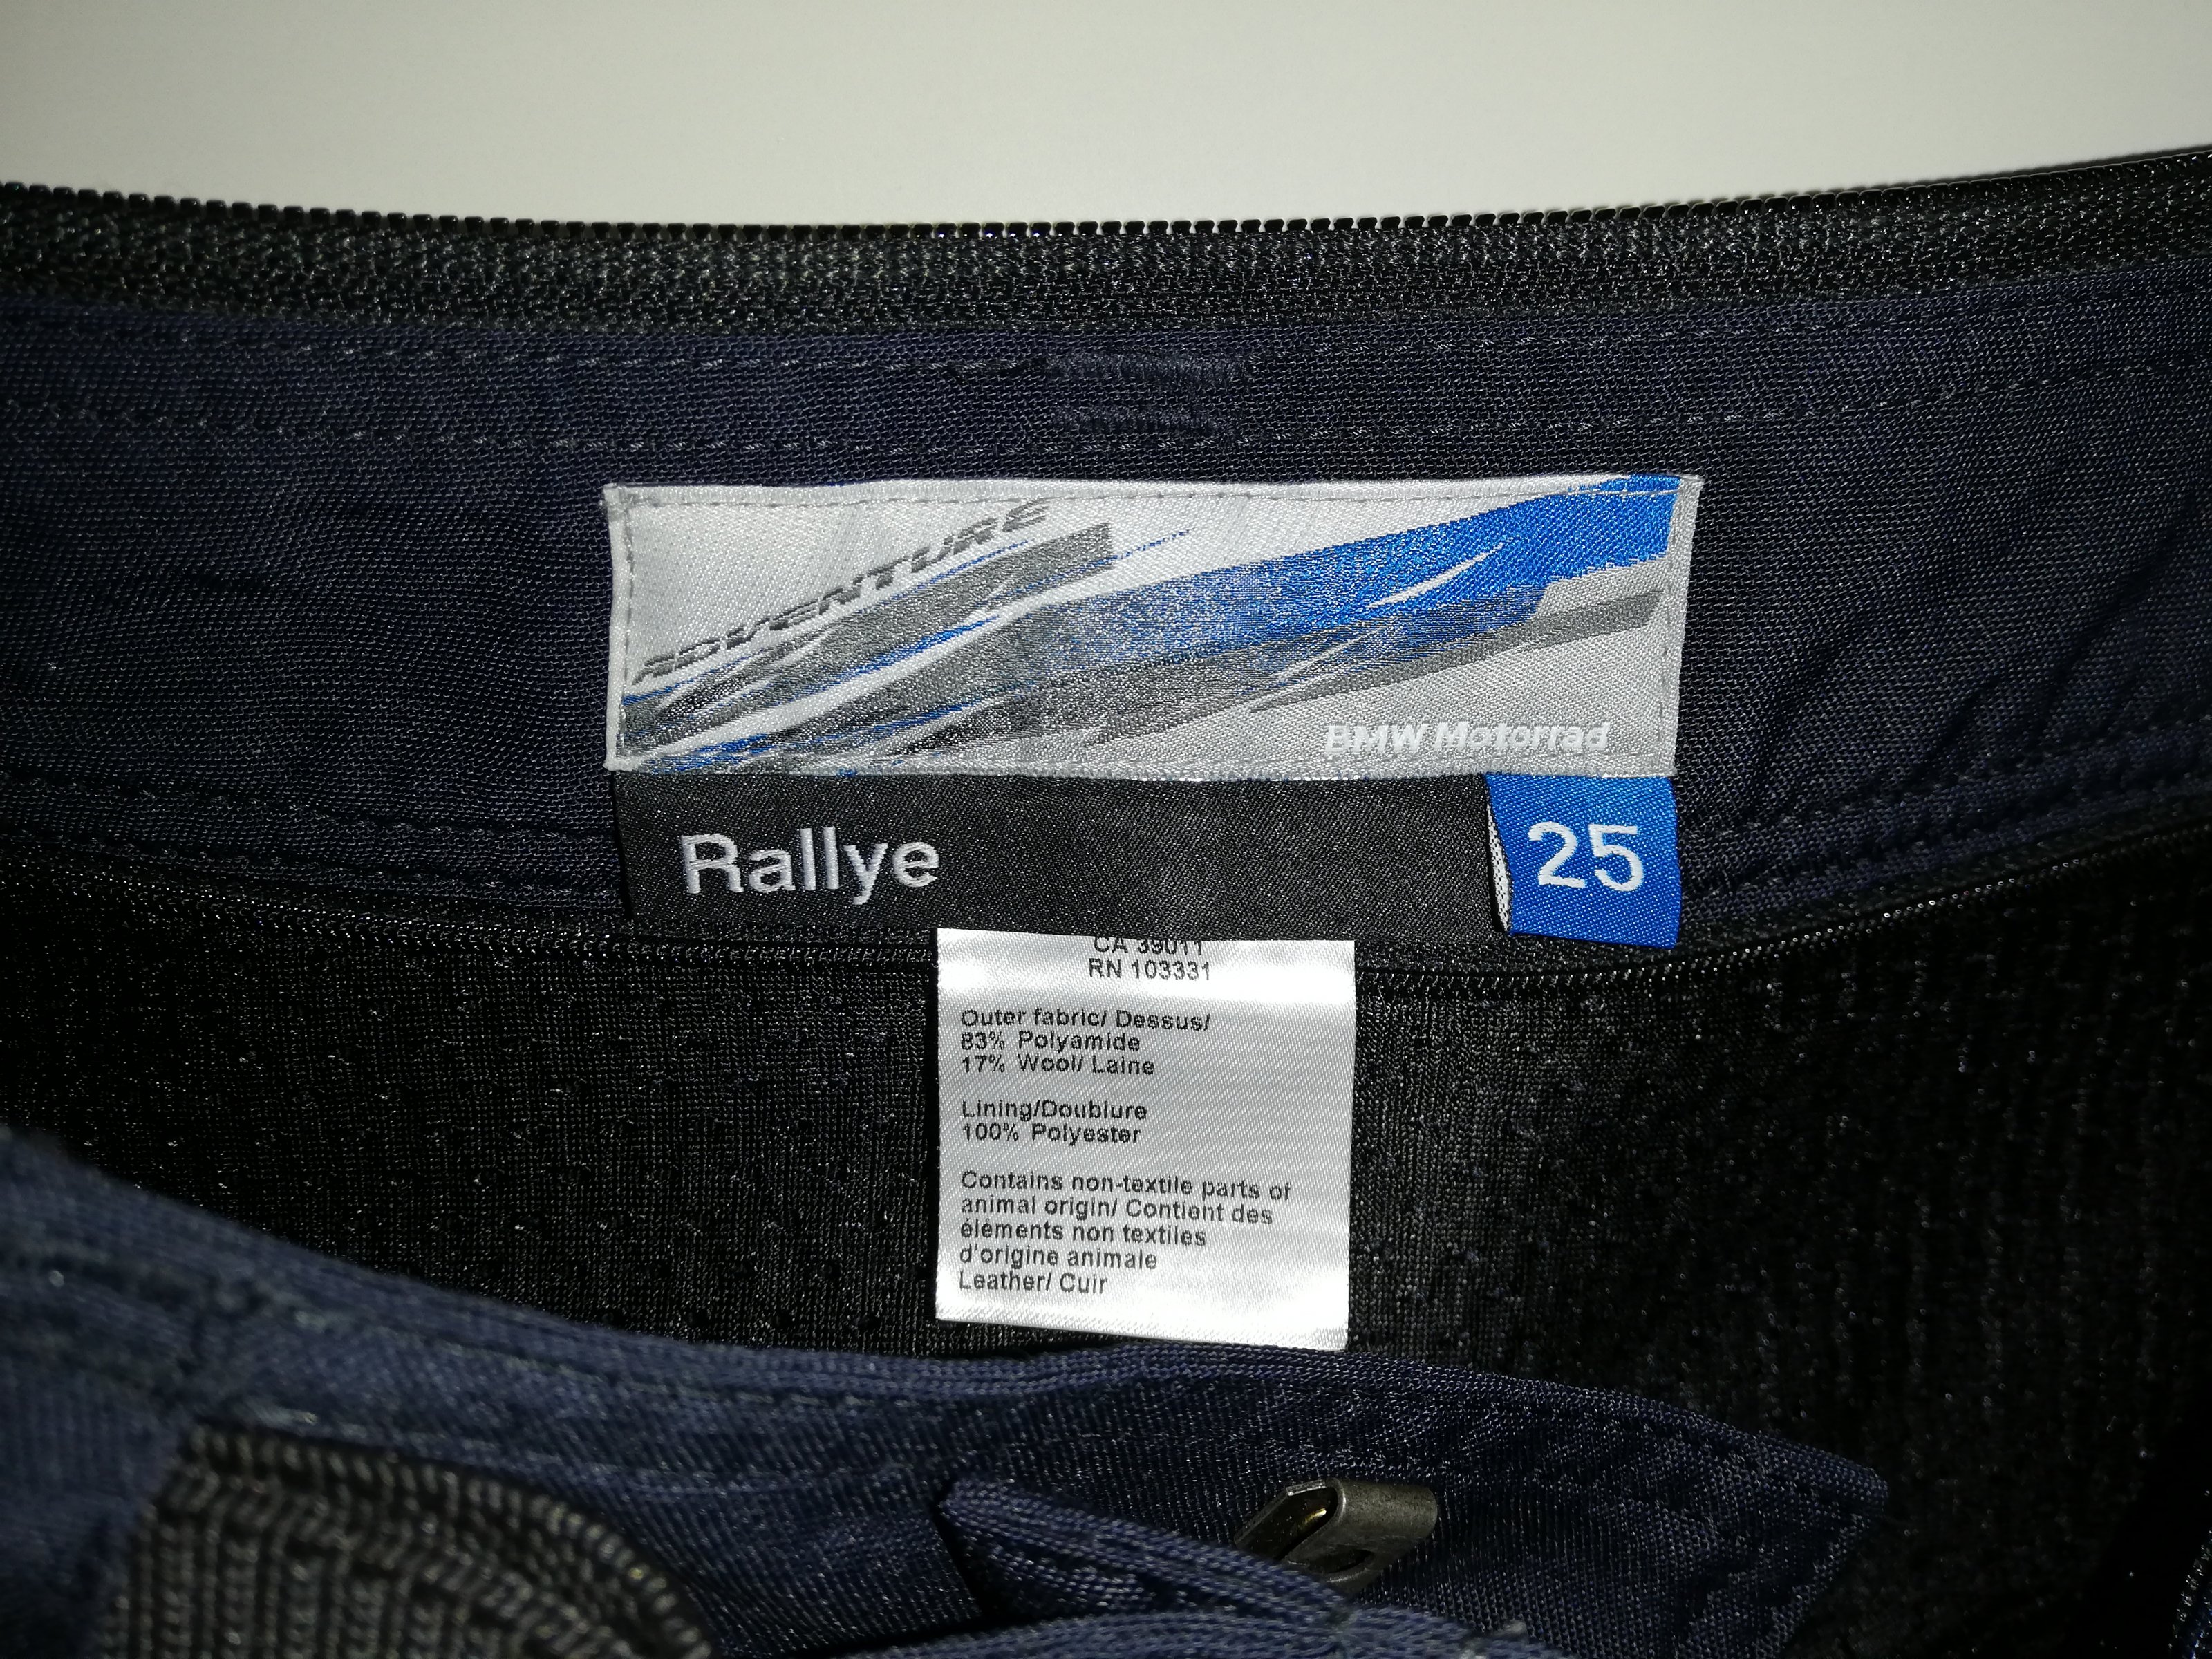 ADVENTURE
BMW Motorrad
Rallye
25
CA 39011
RN 103331
Outer fabric/ Dessus/
83% Polyamide
17% Wool/ Laine
Lining/Doublure
100% Polyester
Contains non-textile parts of
animal origin/ Contient des
éléments non textiles
d'origine animale
Leather/ Cuir